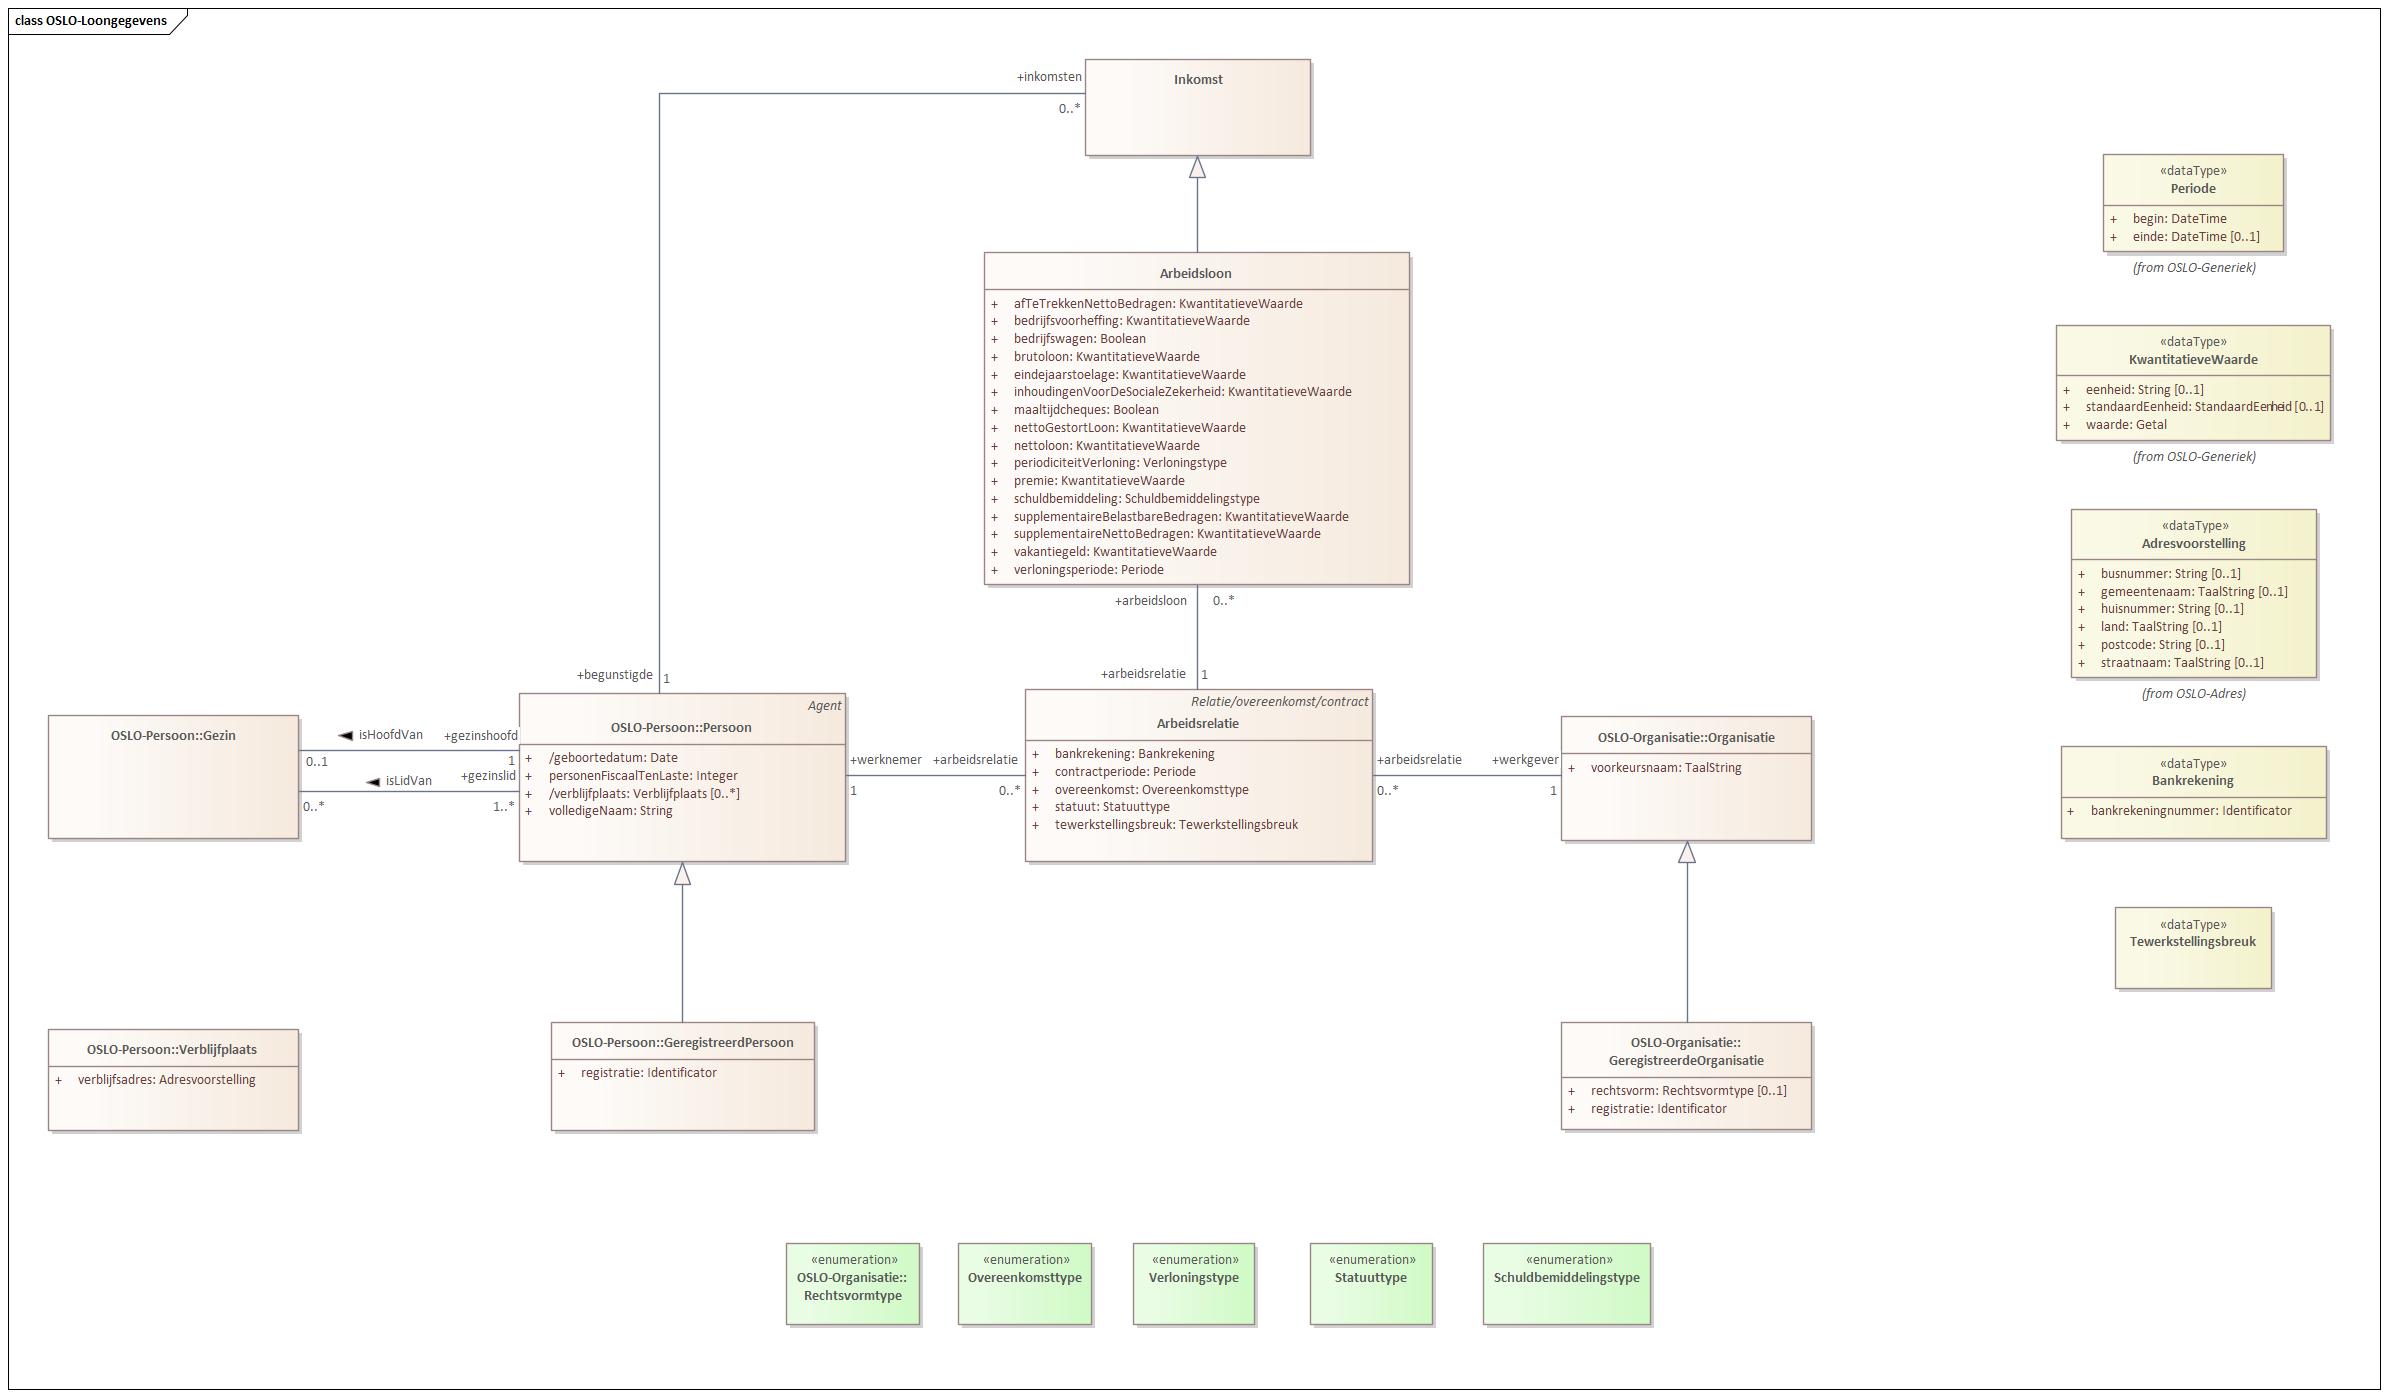 class OSLO-Loongegevens
+inkomsten
0..*
Inkomst
Arbeidsloon
+ afTeTrekkenNettoBedragen: KwantitatieveWaarde
+ bedrijfsvoorheffing: KwantitatieveWaarde
+ bedrijfswagen: Boolean
+ brutoloon: KwantitatieveWaarde
+ eindejaarstoelage: KwantitatieveWaarde
+ inhoudingenVoorDeSocialeZekerheid: KwantitatieveWaarde
+ maaltijdcheques: Boolean
+ nettoGestortLoon: KwantitatieveWaarde
+ nettoloon: KwantitatieveWaarde
+ periodiciteitVerloning: Verloningstype
+ premie: KwantitatieveWaarde
+ schuldbemiddeling: Schuldbemiddelingstype
+ supplementaireBelastbareBedragen: KwantitatieveWaarde
+ supplementaireNettoBedragen: KwantitatieveWaarde
+ vakantiegeld: KwantitatieveWaarde
+ verloningsperiode: Periode
+arbeidsloon 0..*
+arbeidsrelatie 1
+begunstigde 1
OSLO-Persoon::Gezin
isHoofdVan +gezinshoofd
0..1 1
isLidVan +gezinslid
0..* 1..*
Agent
OSLO-Persoon::Persoon
+ /geboortedatum: Date
+ personenFiscaalTenLaste: Integer
+ /verblijfplaats: Verblijfplaats [0..*]
+ volledigeNaam: String
+werknemer +arbeidsrelatie
1 0..*
Relatie/overeenkomst/contract
Arbeidsrelatie
+ bankrekening: Bankrekening
+ contractperiode: Periode
+ overeenkomst: Overeenkomsttype
+ statuut: Statuuttype
+ tewerkstellingsbreuk: Tewerkstellingsbreuk
+arbeidsrelatie +werkgever
0..* 1
OSLO-Organisatie::Organisatie
+ voorkeursnaam: TaalString
OSLO-Persoon::Verblijfplaats
+ verblijfsadres: Adresvoorstelling
OSLO-Persoon::GeregistreerdPersoon
+ registratie: Identificator
OSLO-Organisatie::
GeregistreerdeOrganisatie
+ rechtsvorm: Rechtsvormtype [0..1]
+ registratie: Identificator
«dataType»
Periode
+ begin: DateTime
+ einde: DateTime [0..1]
(from OSLO-Generiek)
«dataType»
KwantitatieveWaarde
+ eenheid: String [0..1]
+ standaardEenheid: StandaardEenheid [0..1]
+ waarde: Getal
(from OSLO-Generiek)
«dataType»
Adresvoorstelling
+ busnummer: String [0..1]
+ gemeentenaam: TaalString [0..1]
+ huisnummer: String [0..1]
+ land: TaalString [0..1]
+ postcode: String [0..1]
+ straatnaam: TaalString [0..1]
(from OSLO-Adres)
«dataType»
Bankrekening
+ bankrekeningnummer: Identificator
«dataType»
Tewerkstellingsbreuk
«enumeration»
OSLO-Organisatie::
Rechtsvormtype
«enumeration»
Overeenkomsttype
«enumeration»
Verloningstype
«enumeration»
Statuuttype
«enumeration»
Schuldbemiddelingstype